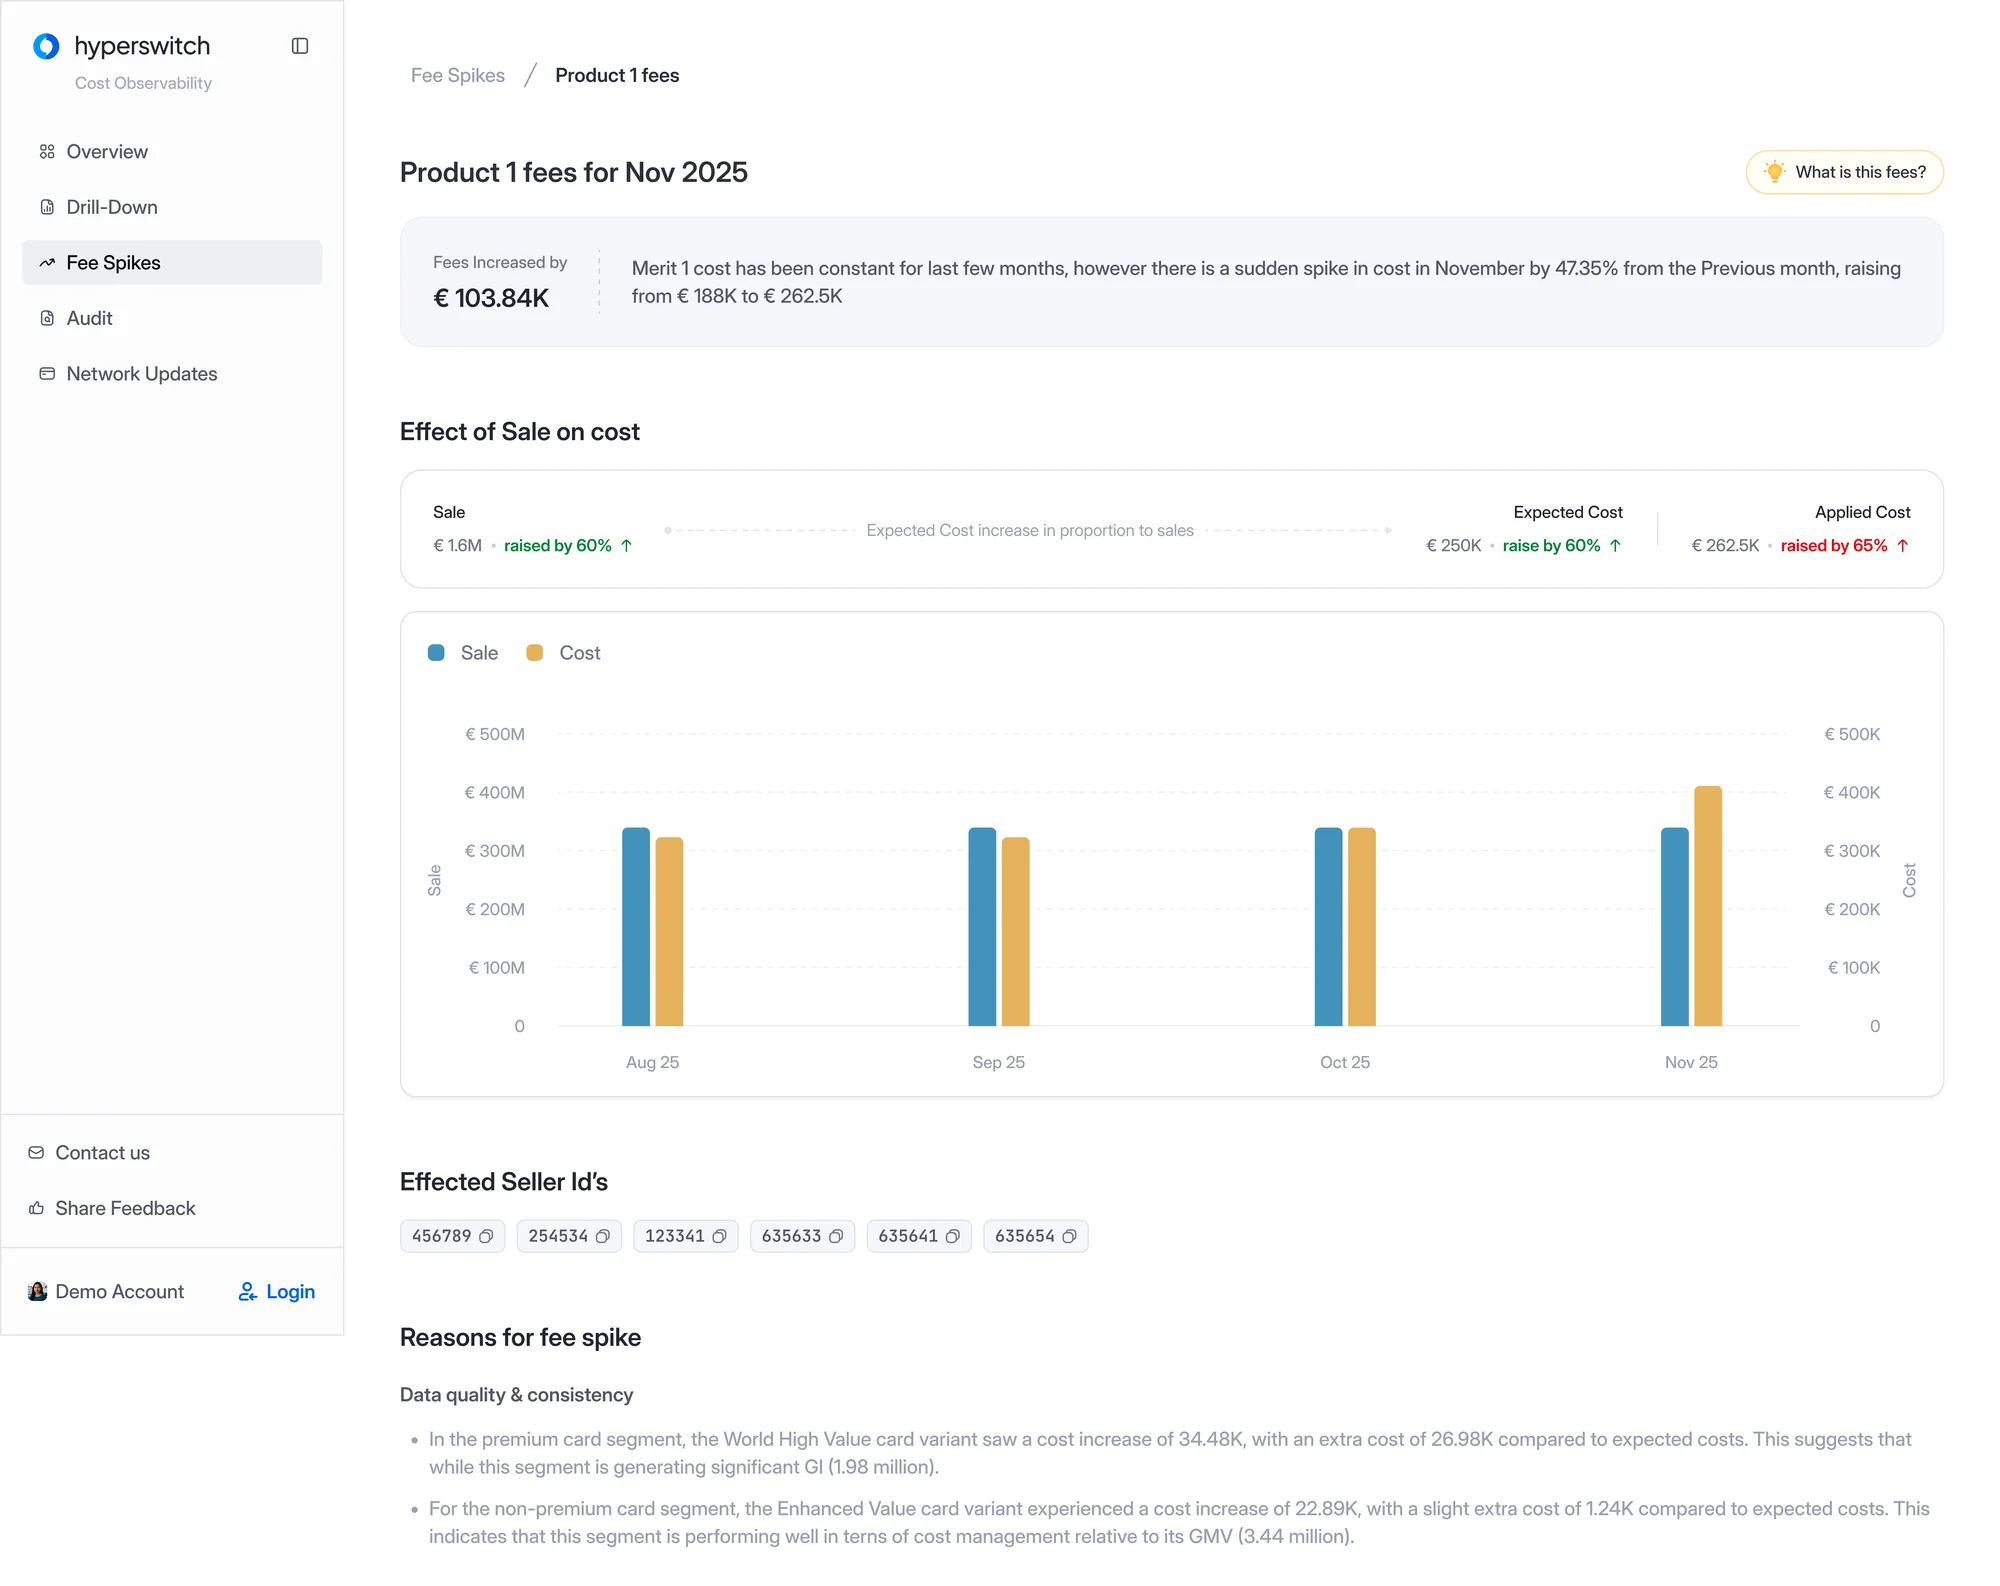 hyperswitch
Cost Observability
Overview
Drill-Down
Fee Spikes
Audit
Network Updates
Contact us
Share Feedback
Demo Account
Login
Fee Spikes / Product 1 fees
Product 1 fees for Nov 2025
What is this fees?
Fees Increased by
€ 103.84K
Merit 1 cost has been constant for last few months, however there is a sudden spike in cost in November by 47.35% from the Previous month, raising
from € 188K to € 262.5K
Effect of Sale on cost
Sale
€ 1.6M • raised by 60% ↑
Expected Cost increase in proportion to sales
Expected Cost
€ 250K • raise by 60% ↑
Applied Cost
€ 262.5K • raised by 65% ↑
Sale
Cost
€ 500M
€ 400M
€ 300M
€ 200M
€ 100M
0
Sale
€ 500K
€ 400K
€ 300K
€ 200K
€ 100K
0
Cost
Aug 25
Sep 25
Oct 25
Nov 25
Effected Seller Id’s
456789
254534
123341
635633
635641
635654
Reasons for fee spike
Data quality & consistency
• In the premium card segment, the World High Value card variant saw a cost increase of 34.48K, with an extra cost of 26.98K compared to expected costs. This suggests that
while this segment is generating significant GI (1.98 million).
• For the non-premium card segment, the Enhanced Value card variant experienced a cost increase of 22.89K, with a slight extra cost of 1.24K compared to expected costs. This
indicates that this segment is performing well in terns of cost management relative to its GMV (3.44 million).